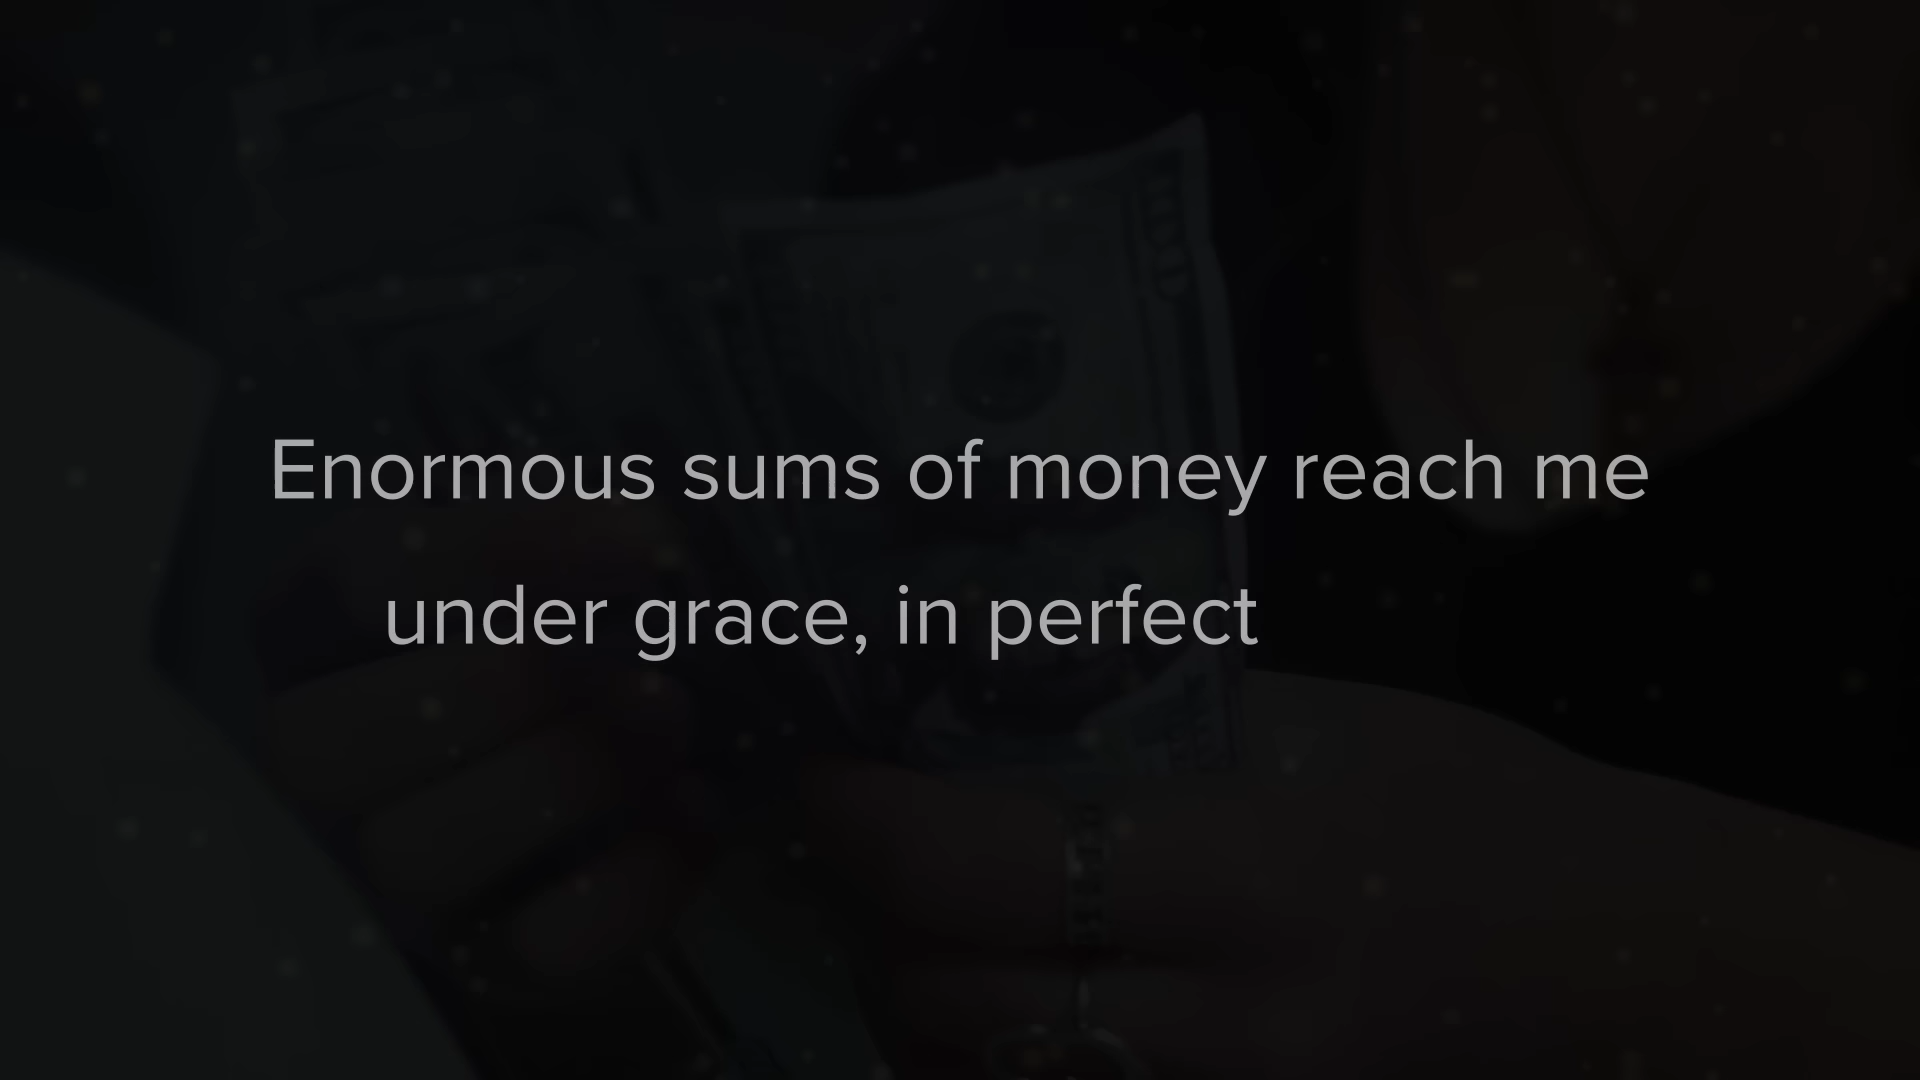 Enormous sums of money reach me
under grace, in perfect